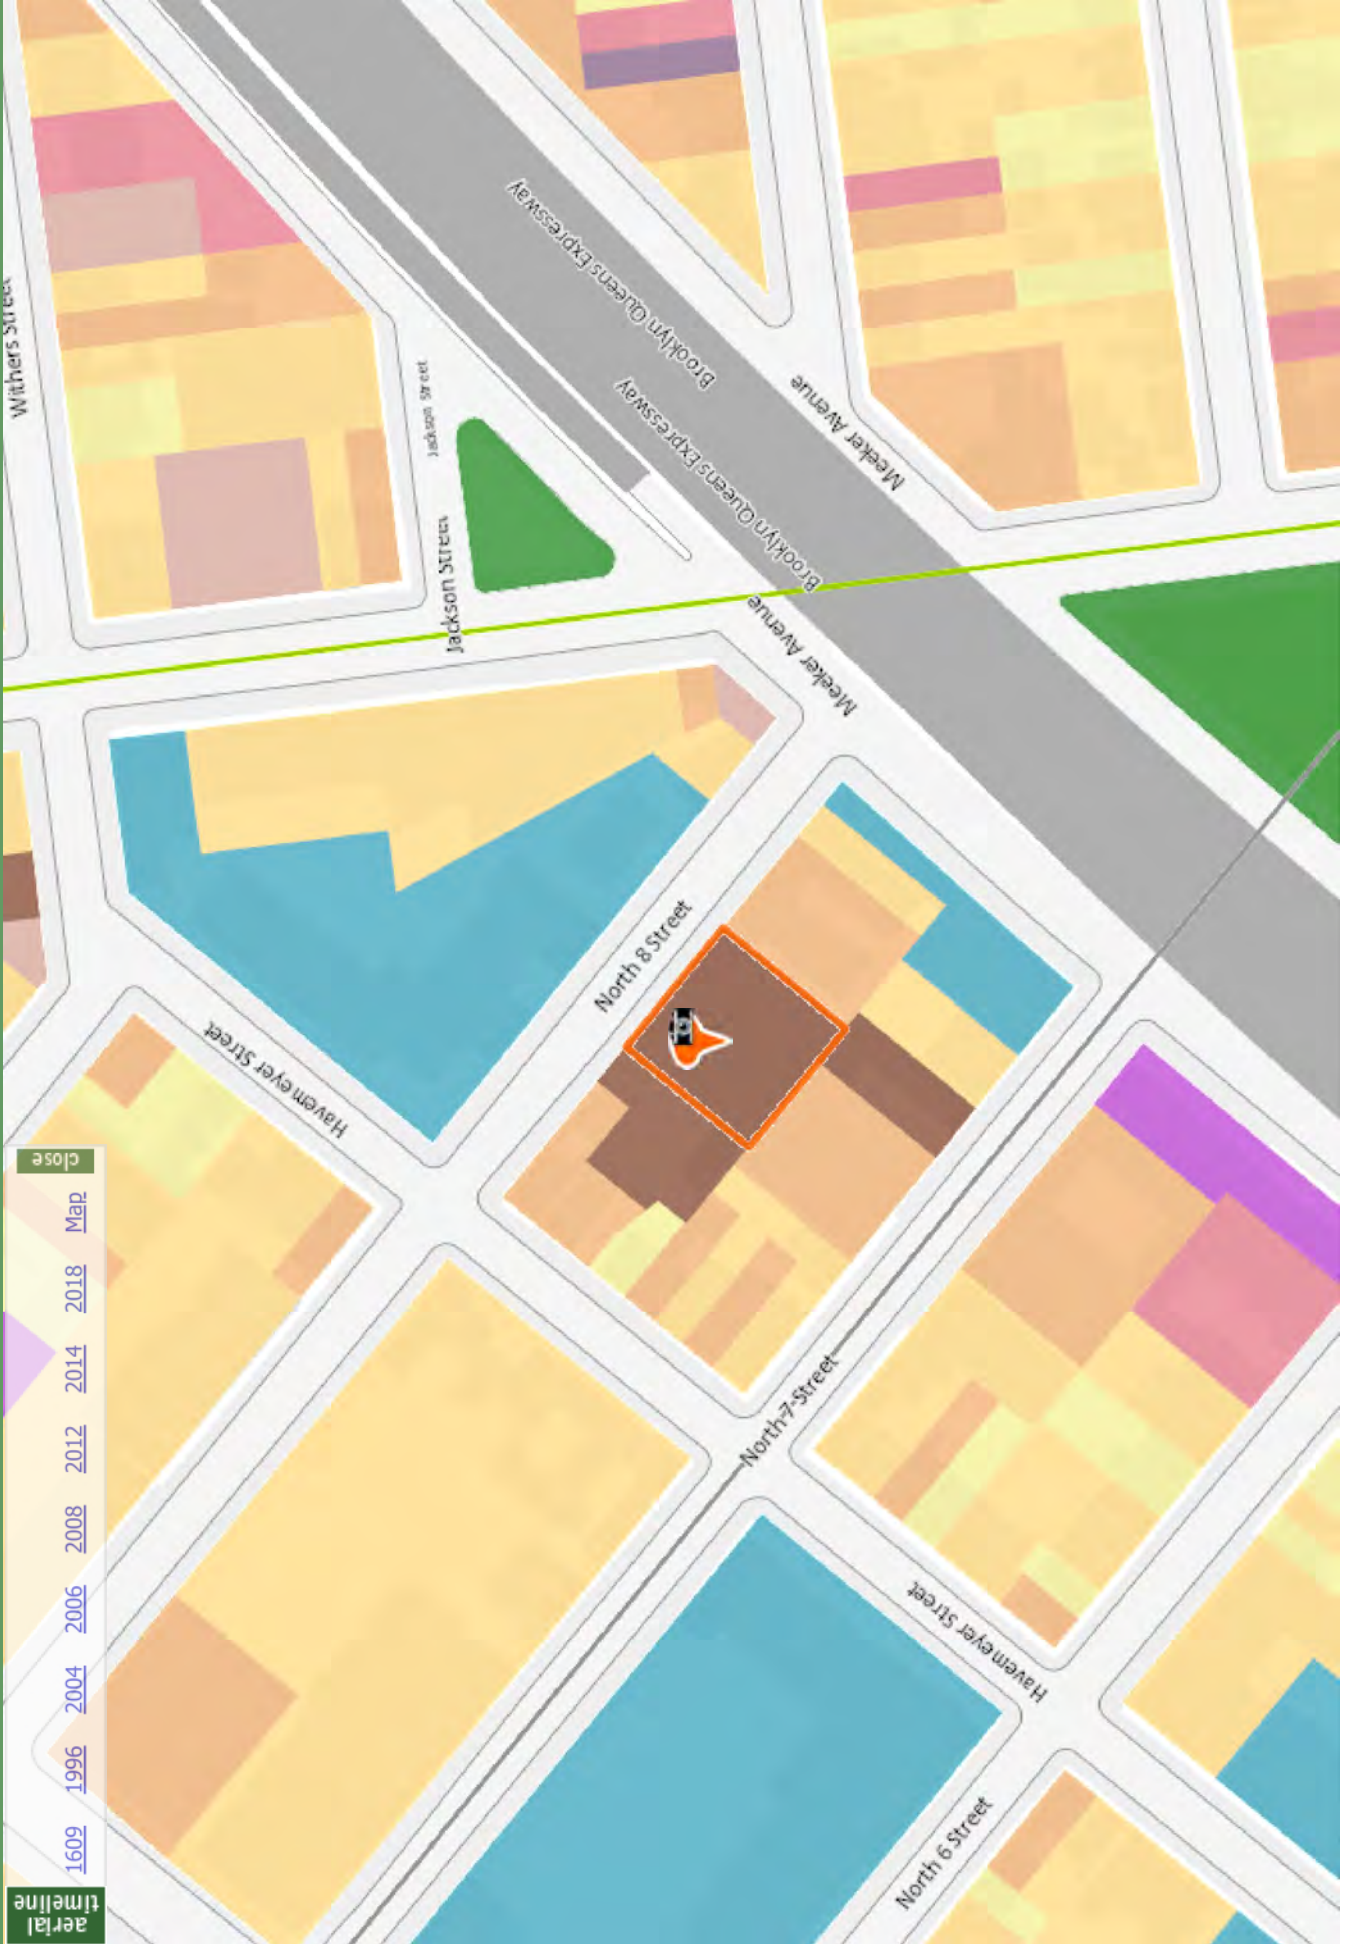 Withers Street
Brooklyn Queens Expressway
Brooklyn Queens Expressway
Meeker Avenue
Meeker Avenue
Jackson Street
Jackson Street
North 8 Street
Havemeyer Street
North 7 Street
Havemeyer Street
North 6 Street
aerial
timeline
1609
1996
2004
2006
2008
2012
2014
2018
Map
close